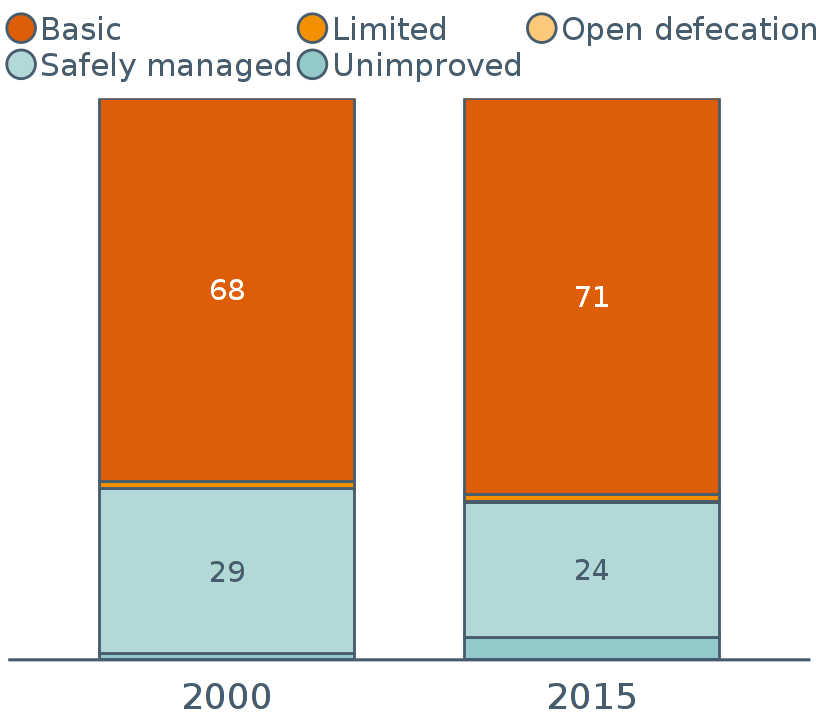 Basic Limited Open defecation
Safely managed Unimproved
68 71
29 24
2000 2015